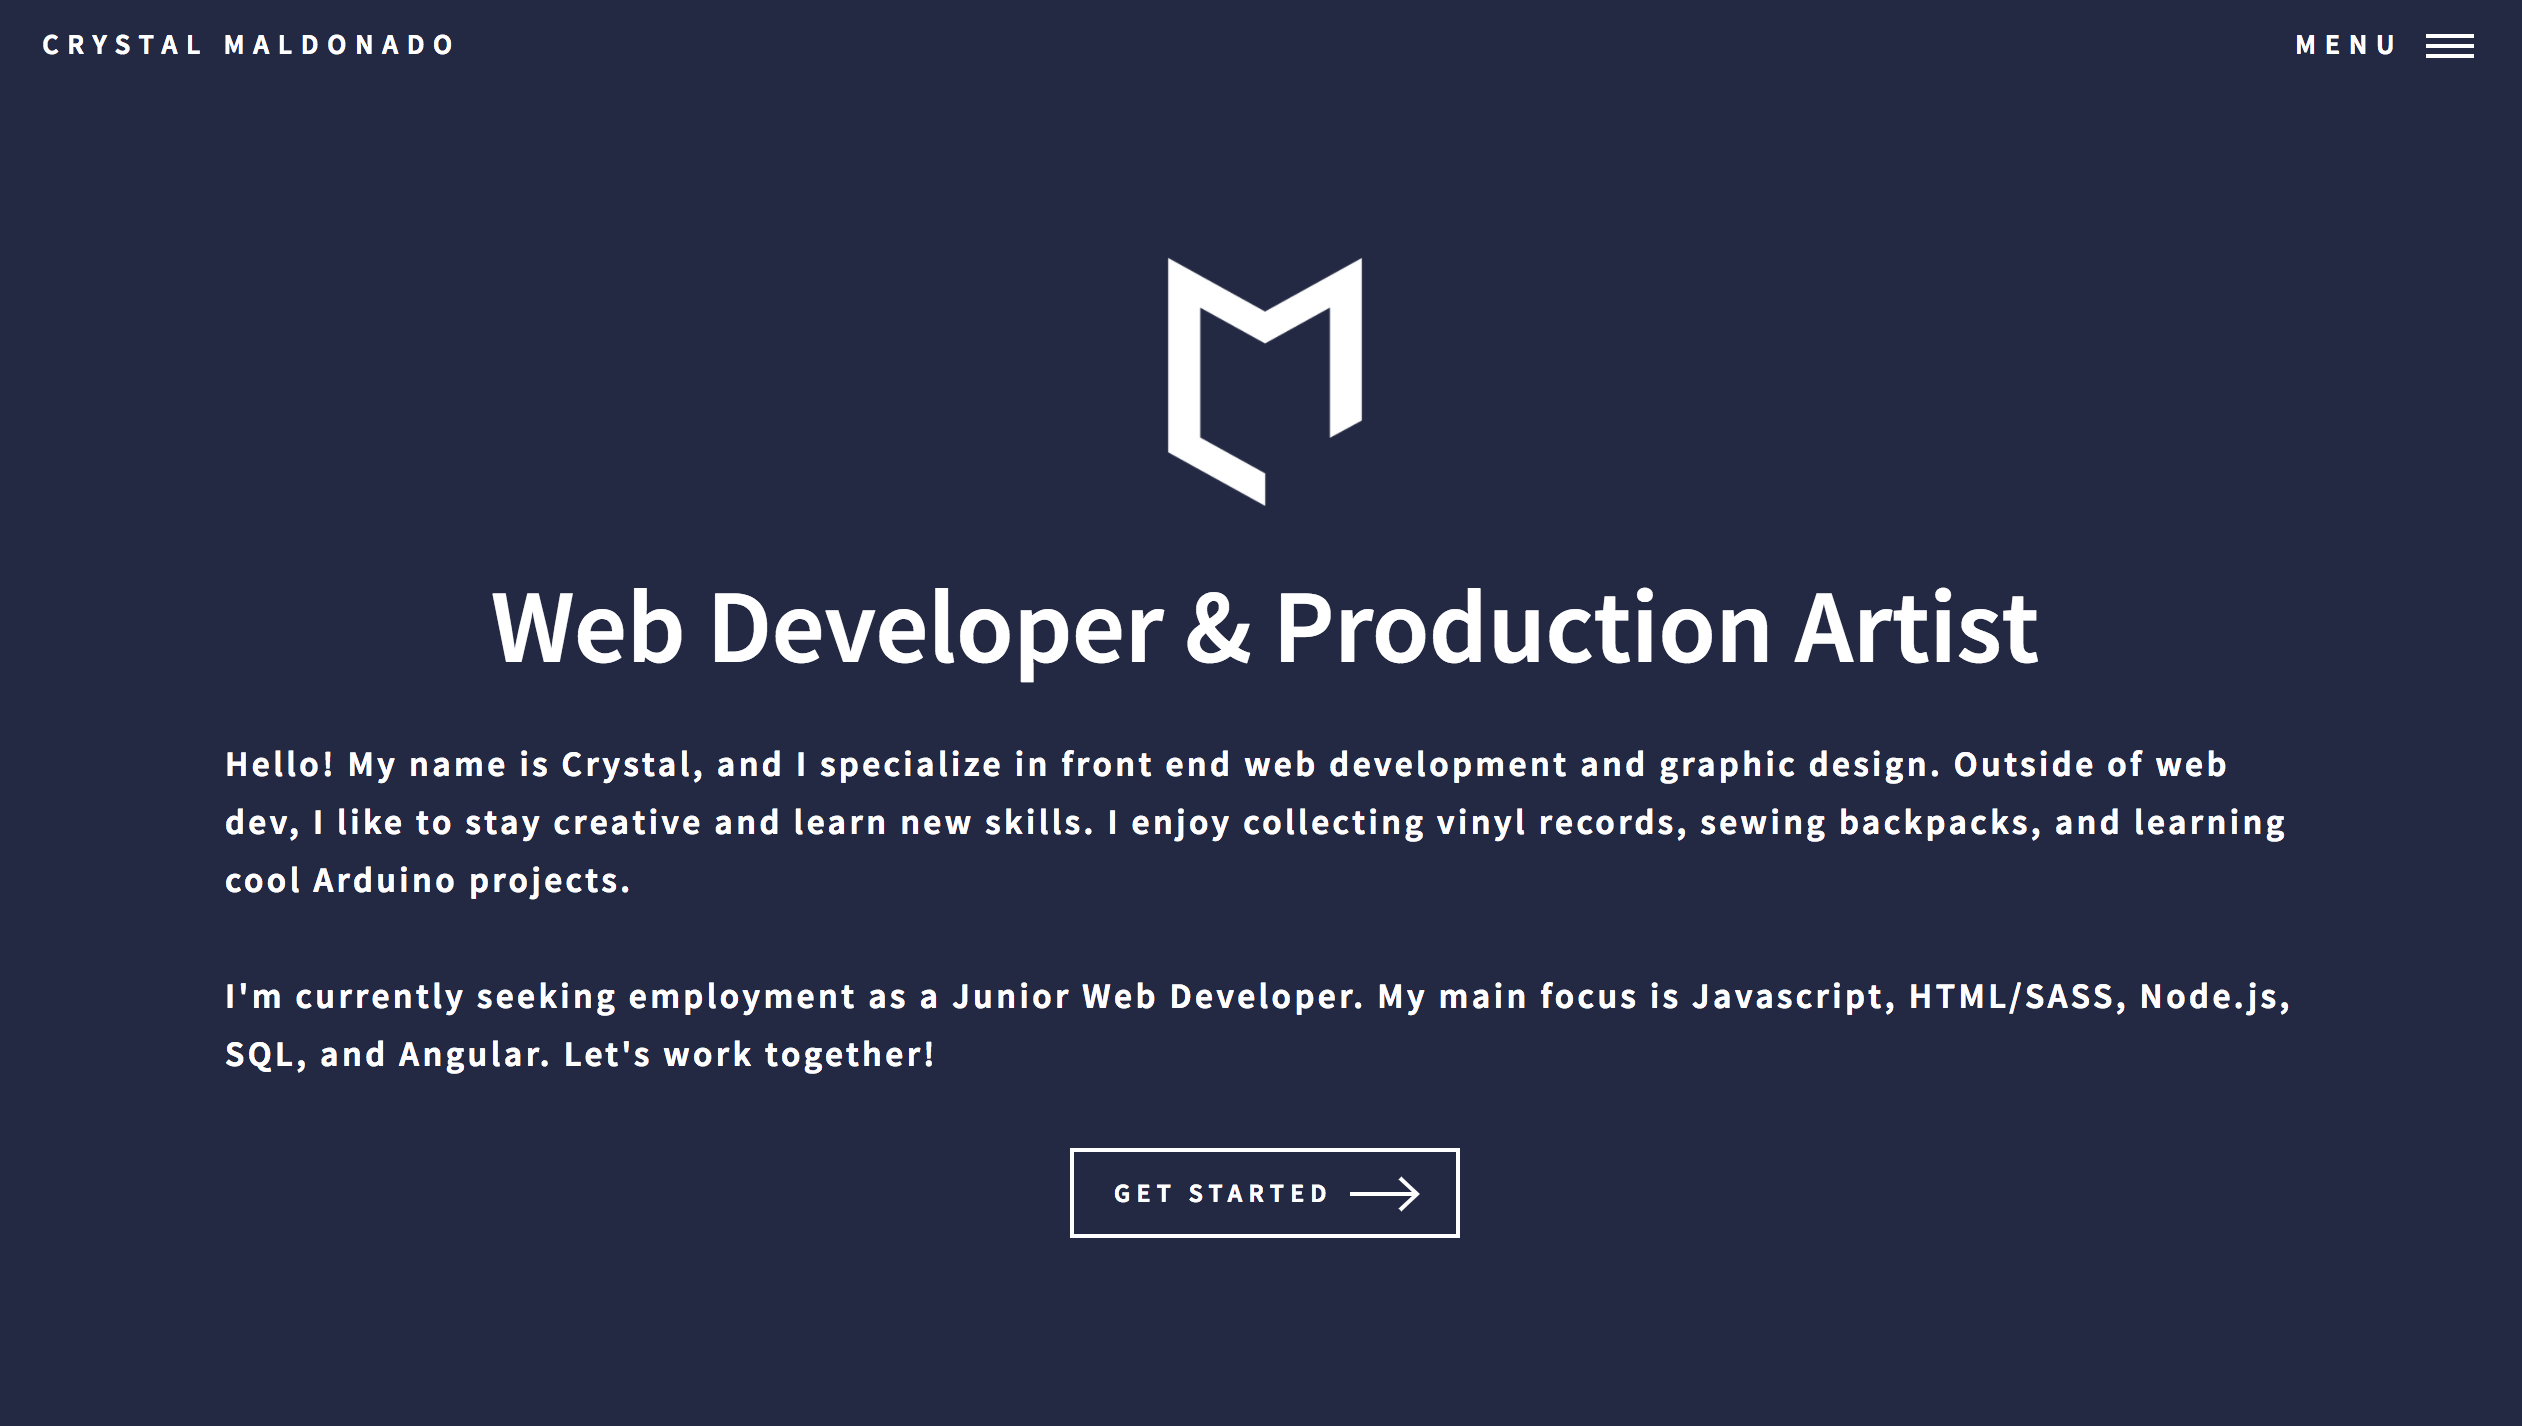 CRYSTAL MALDONADO
MENU
Web Developer & Production Artist
Hello! My name is Crystal, and I specialize in front end web development and graphic design. Outside of web
dev, I like to stay creative and learn new skills. I enjoy collecting vinyl records, sewing backpacks, and learning
cool Arduino projects.
I'm currently seeking employment as a Junior Web Developer. My main focus is Javascript, HTML/SASS, Node.js,
SQL, and Angular. Let's work together!
GET STARTED